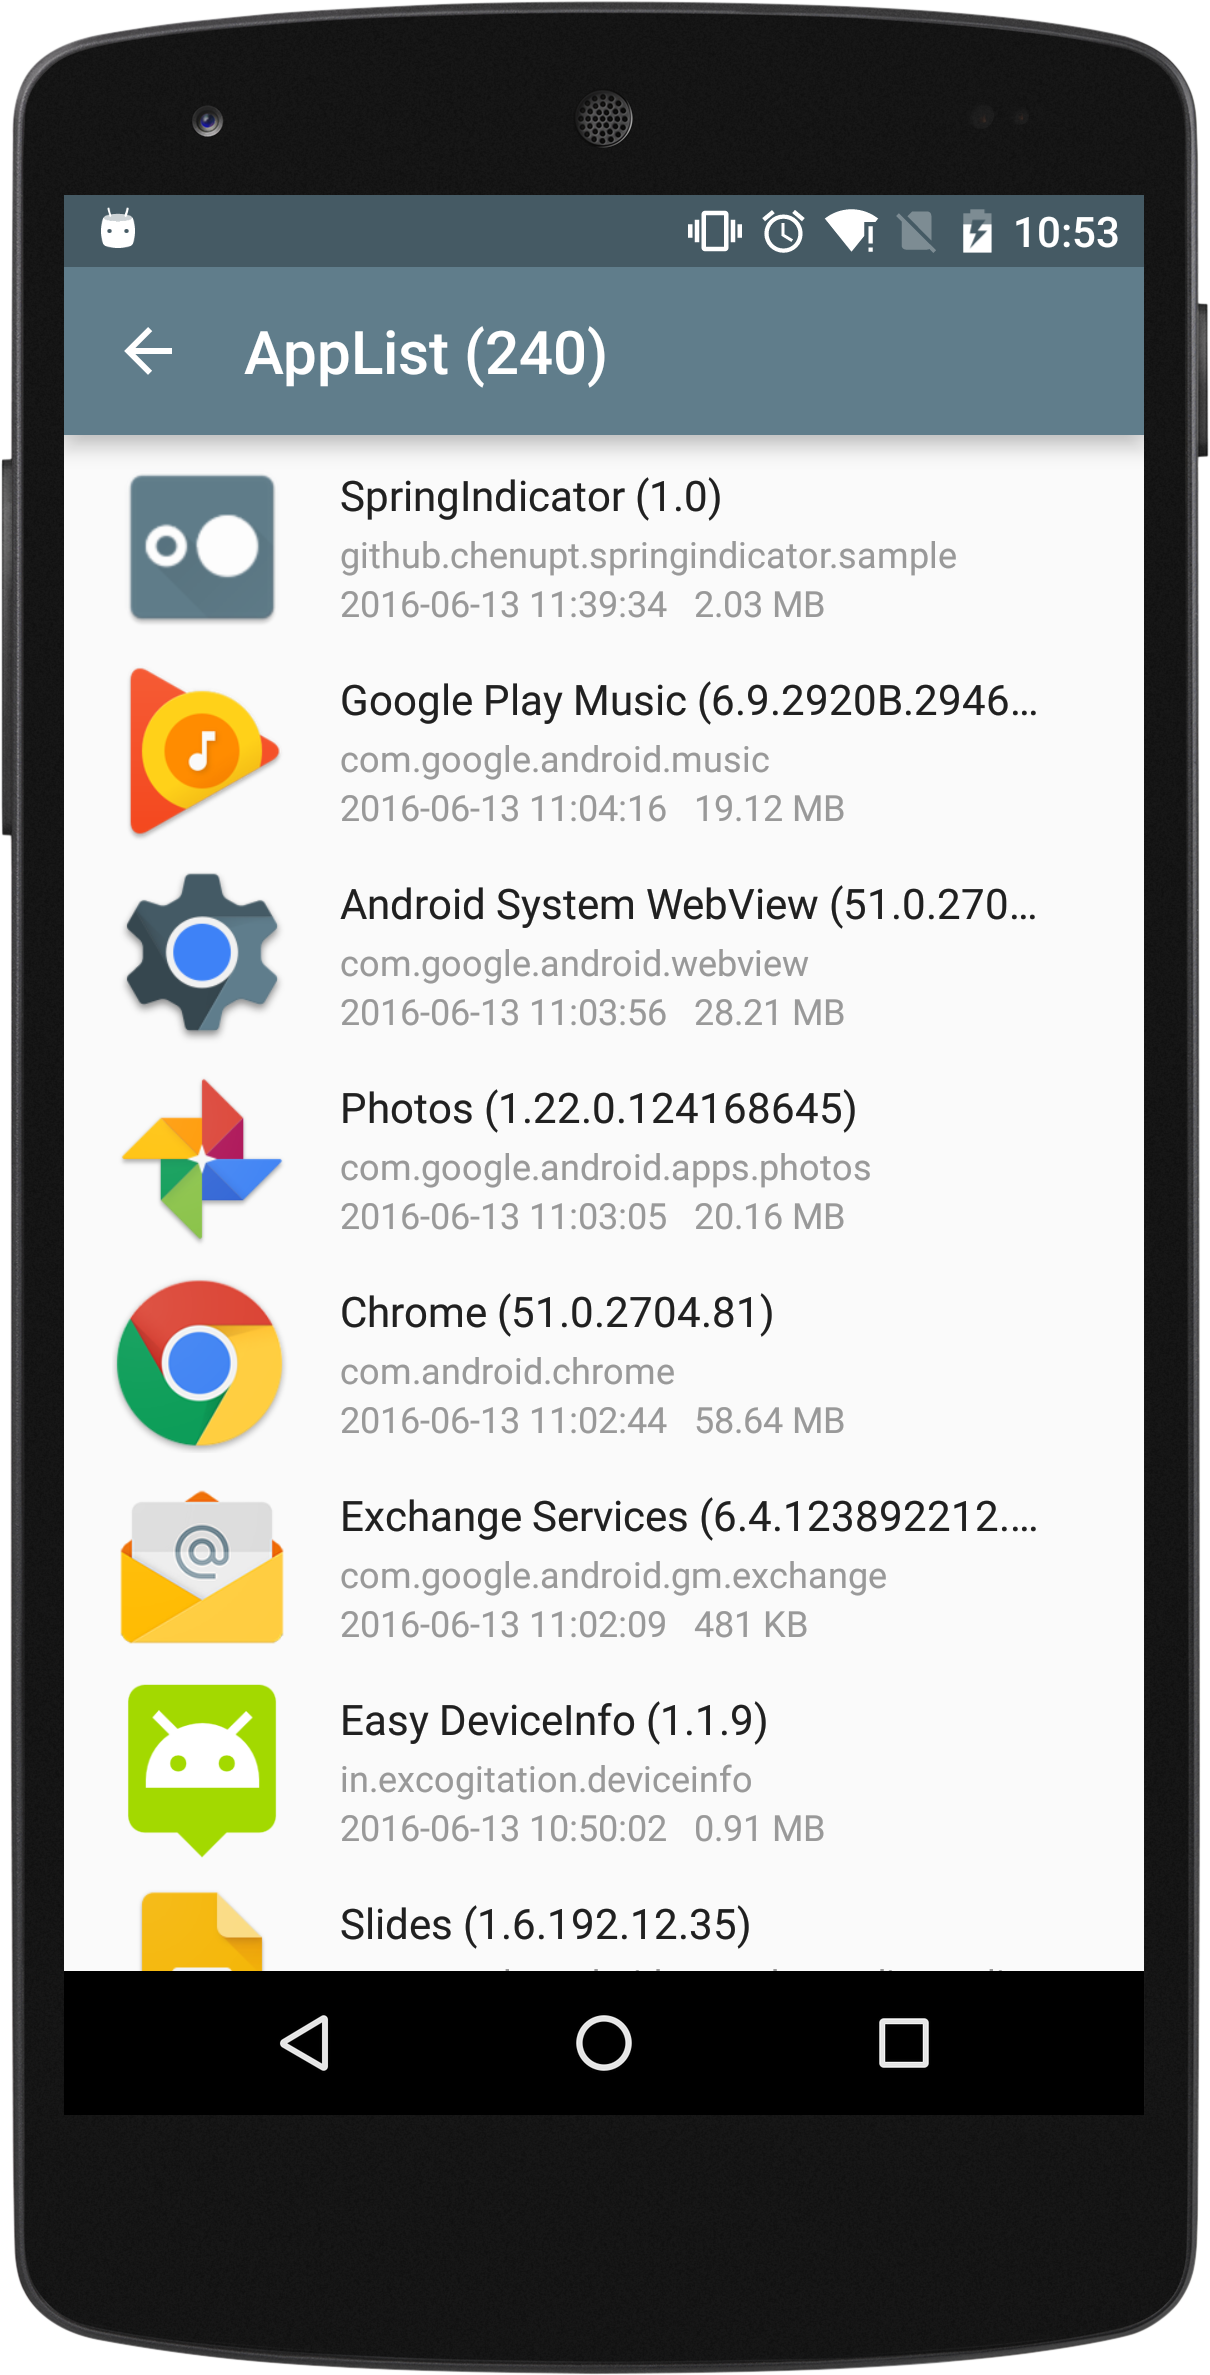 10:53
AppList (240)
SpringIndicator (1.0)
github.chenupt.springindicator.sample
2016-06-13 11:39:34 2.03 MB
Google Play Music (6.9.2920B.2946...
com.google.android.music
2016-06-13 11:04:16 19.12 MB
Android System WebView (51.0.270...
com.google.android.webview
2016-06-13 11:03:56 28.21 MB
Photos (1.22.0.124168645)
com.google.android.apps.photos
2016-06-13 11:03:05 20.16 MB
Chrome (51.0.2704.81)
com.android.chrome
2016-06-13 11:02:44 58.64 MB
@
Exchange Services (6.4.123892212....
com.google.android.gm.exchange
2016-06-13 11:02:09 481 KB
Easy DeviceInfo (1.1.9)
in.excogitation.deviceinfo
2016-06-13 10:50:02 0.91 MB
Slides (1.6.192.12.35)